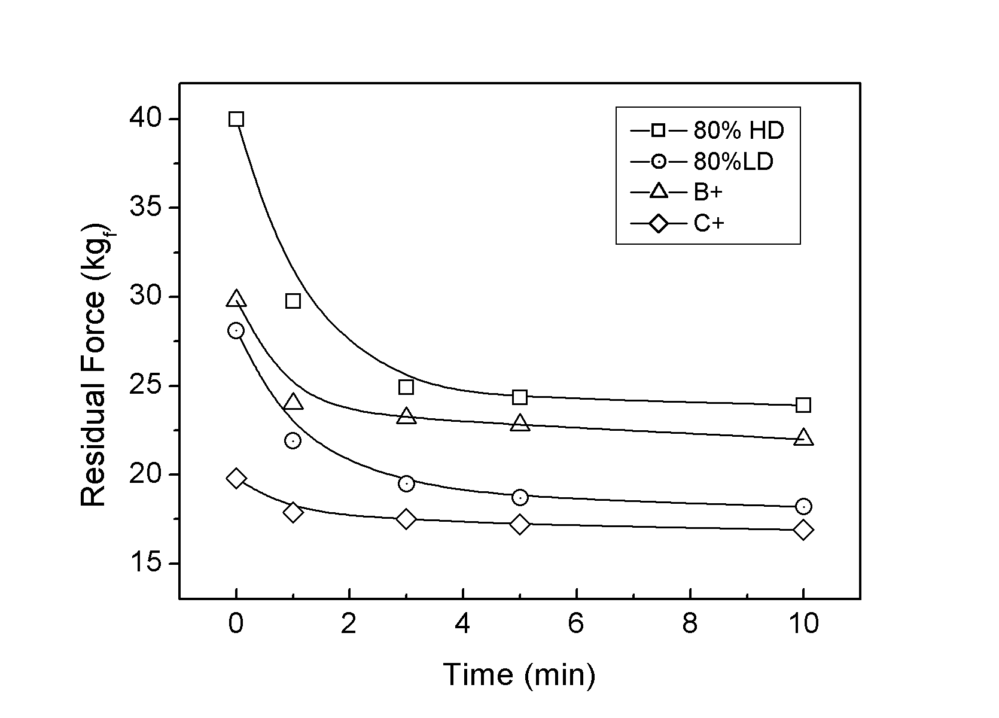 80% HD
80%LD
B+
C+
Residual Force (kgf)
40
35
30
25
20
15
0 2 4 6 8 10
Time (min)